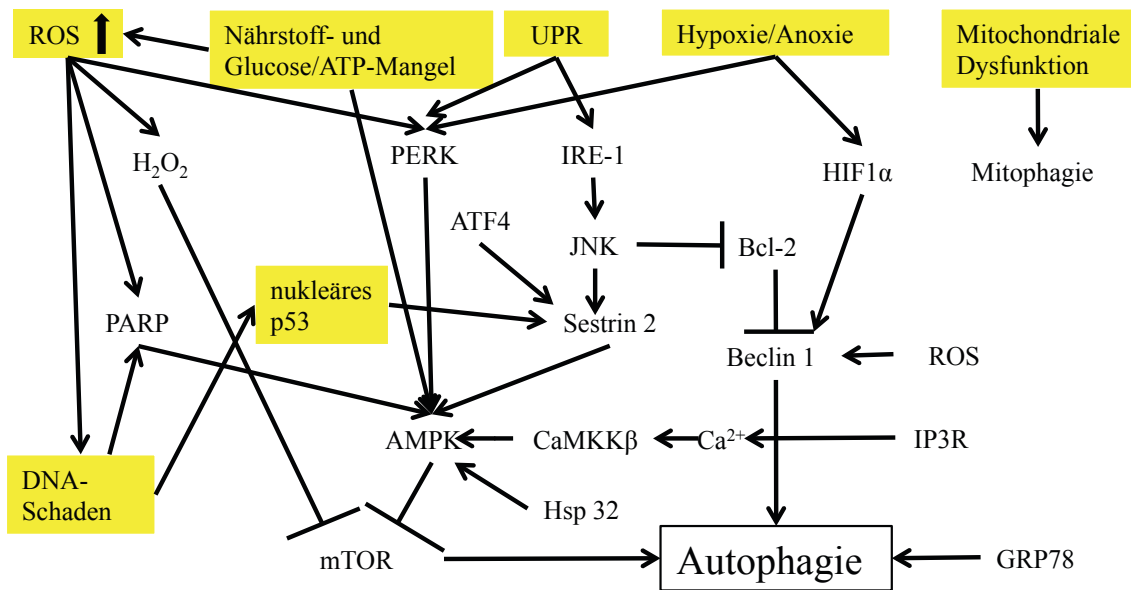 ROS
Nährstoff- und
Glucose/ATP-Mangel
UPR
Hypoxie/Anoxie
Mitochondriale
Dysfunktion
H₂O₂
PERK
IRE-1
HIF1α
Mitophagie
ATF4
JNK
Bcl-2
nukleäres
p53
PARP
Sestrin 2
Beclin 1
ROS
AMPK
CaMKKβ
Ca²⁺
IP3R
DNA-
Schaden
Hsp 32
mTOR
Autophagie
GRP78